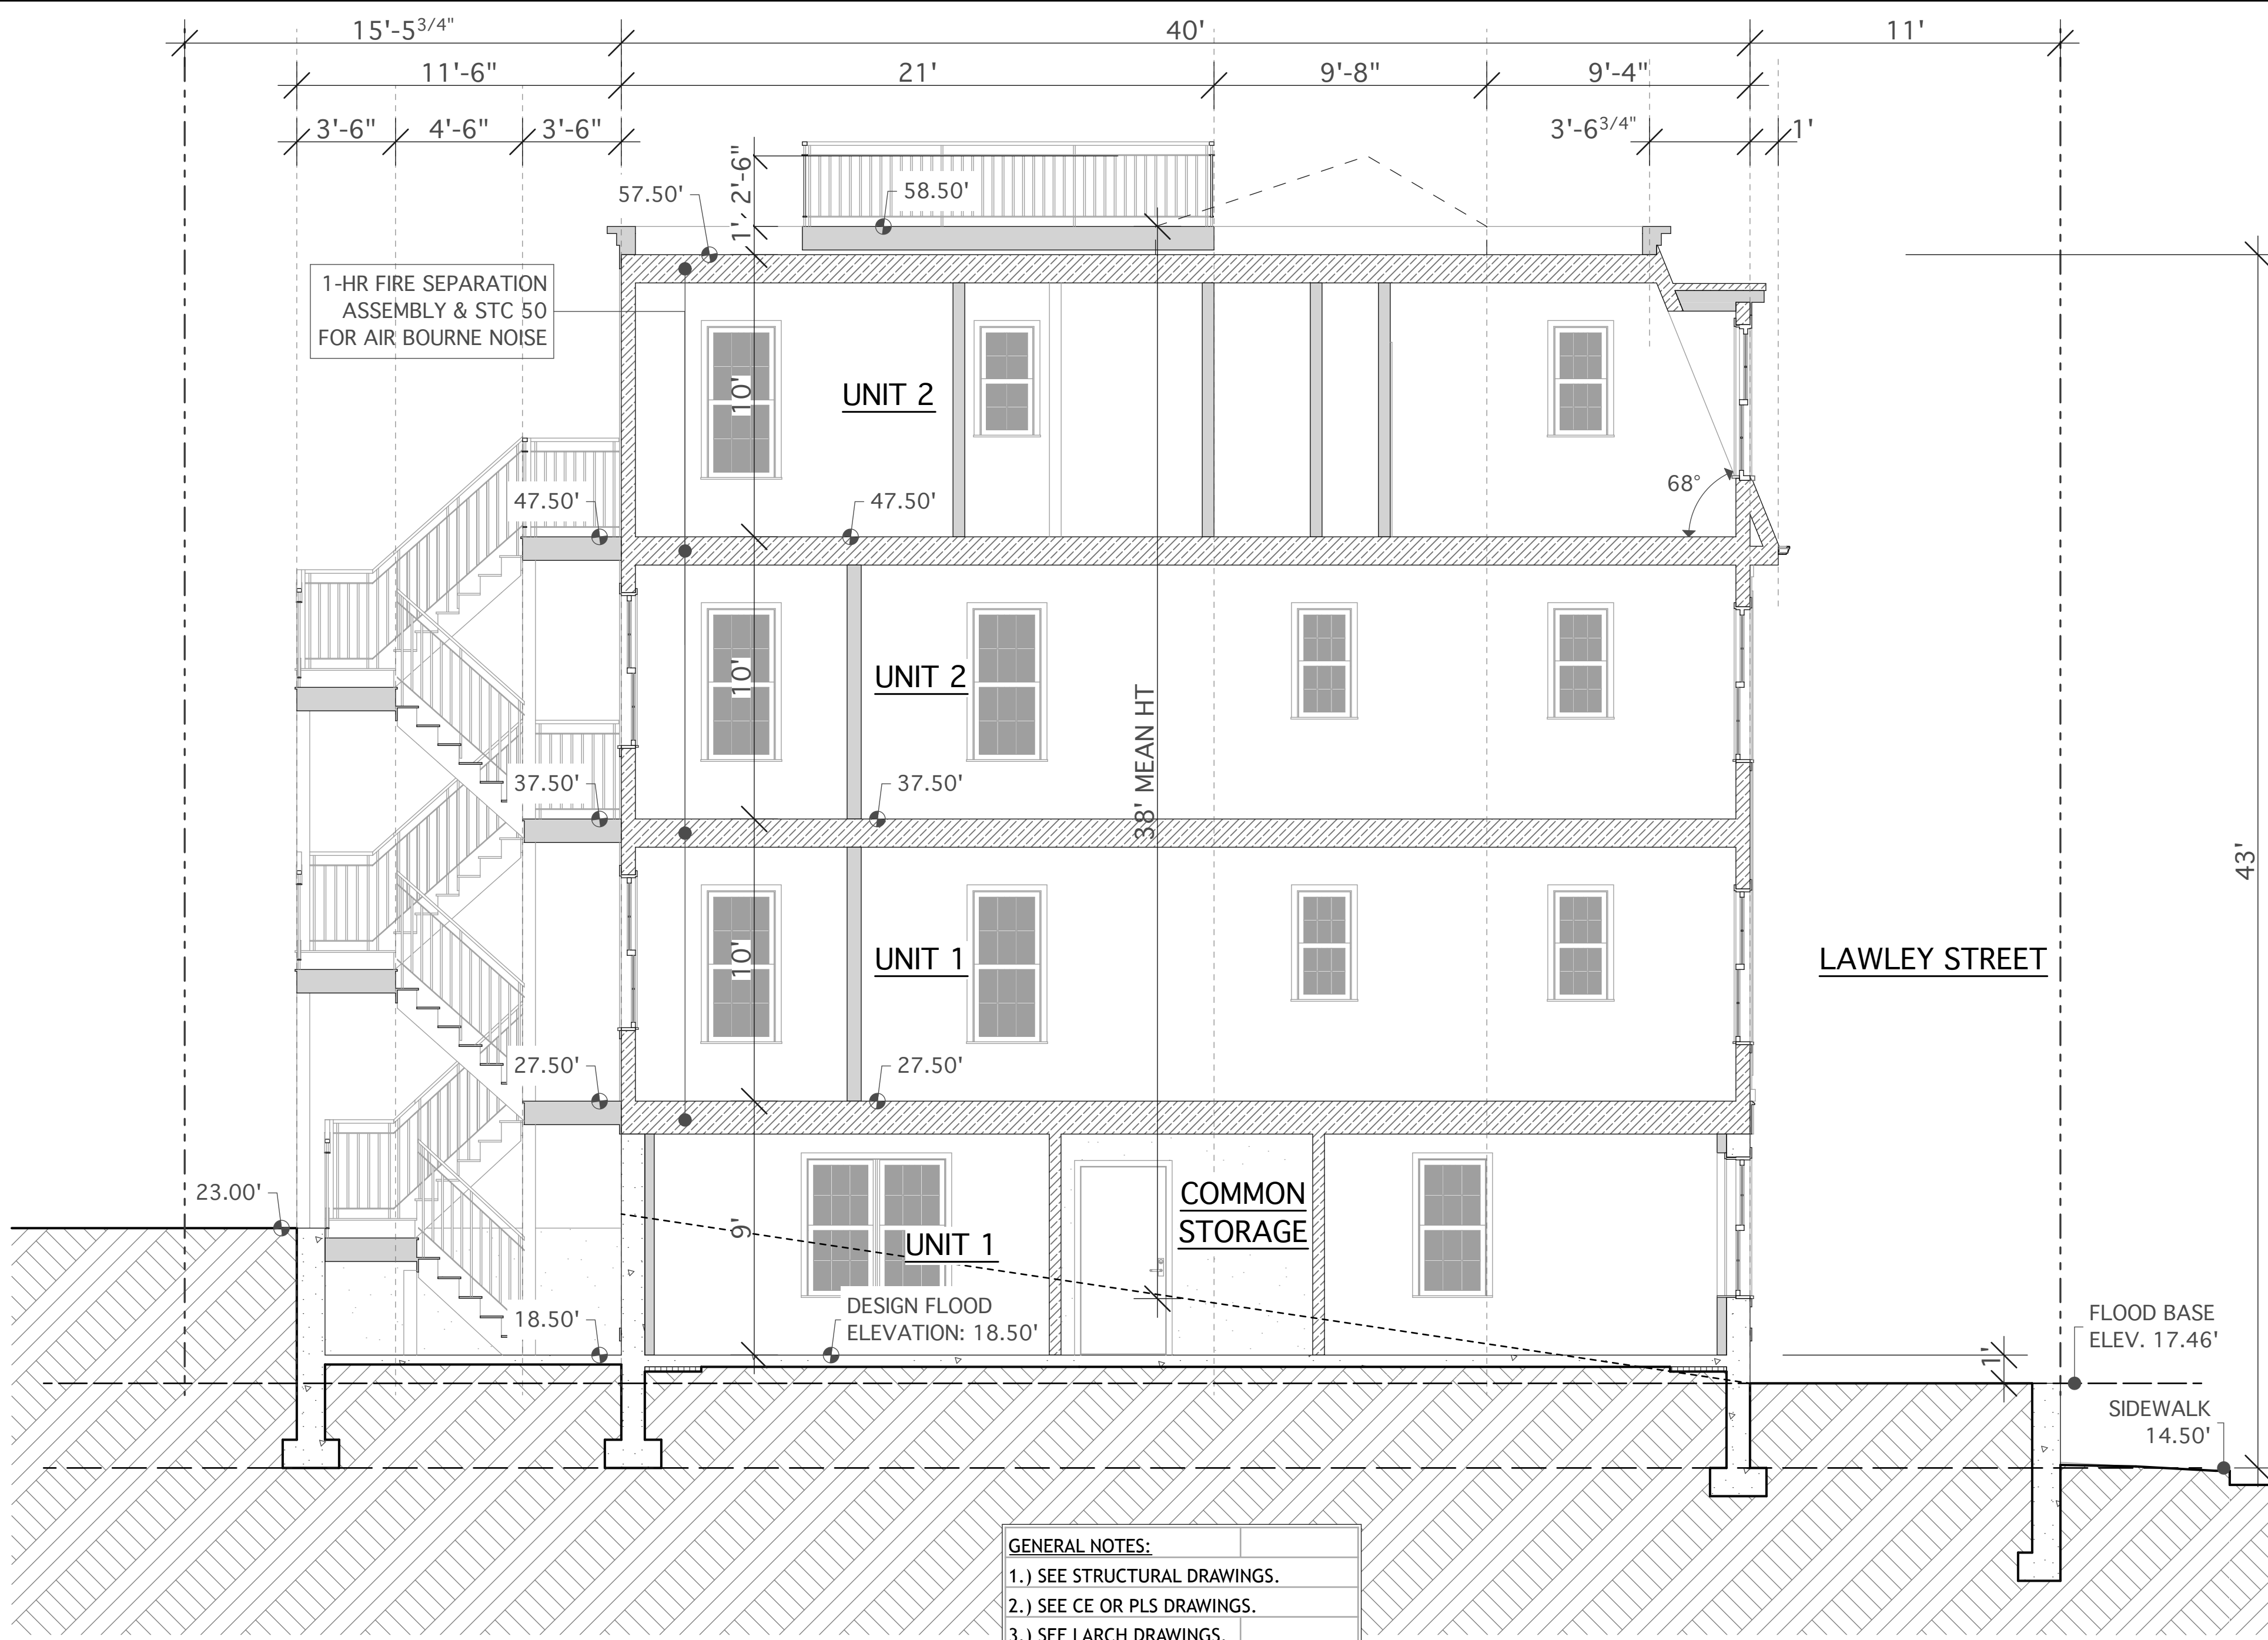 15'-5 3/4"
40'
11'
11'-6"
21'
9'-8"
9'-4"
3'-6"
4'-6"
3'-6"
3'-6 3/4"
1'
2'-6"
1'
57.50'
58.50'
1-HR FIRE SEPARATION
ASSEMBLY & STC 50
FOR AIR BOURNE NOISE
10'
UNIT 2
68°
47.50'
47.50'
10'
UNIT 2
38' MEAN HT
37.50'
37.50'
43'
10'
UNIT 1
LAWLEY STREET
27.50'
27.50'
23.00'
COMMON
STORAGE
9'
UNIT 1
18.50'
DESIGN FLOOD
ELEVATION: 18.50'
FLOOD BASE
ELEV. 17.46'
1'
SIDEWALK
14.50'
GENERAL NOTES:
1.) SEE STRUCTURAL DRAWINGS.
2.) SEE CE OR PLS DRAWINGS.
3.) SEE LARCH DRAWINGS.